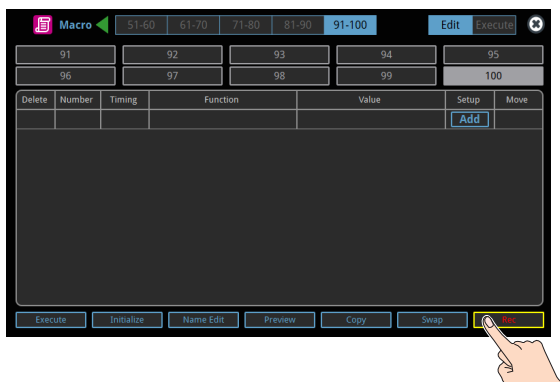 Macro 51-60 61-70 71-80 81-90 91-100 Edit Execute
91 92 93 94 95
96 97 98 99 100
Delete Number Timing Function Value Setup Move
Add
Execute Initialize Name Edit Preview Copy Swap Rec